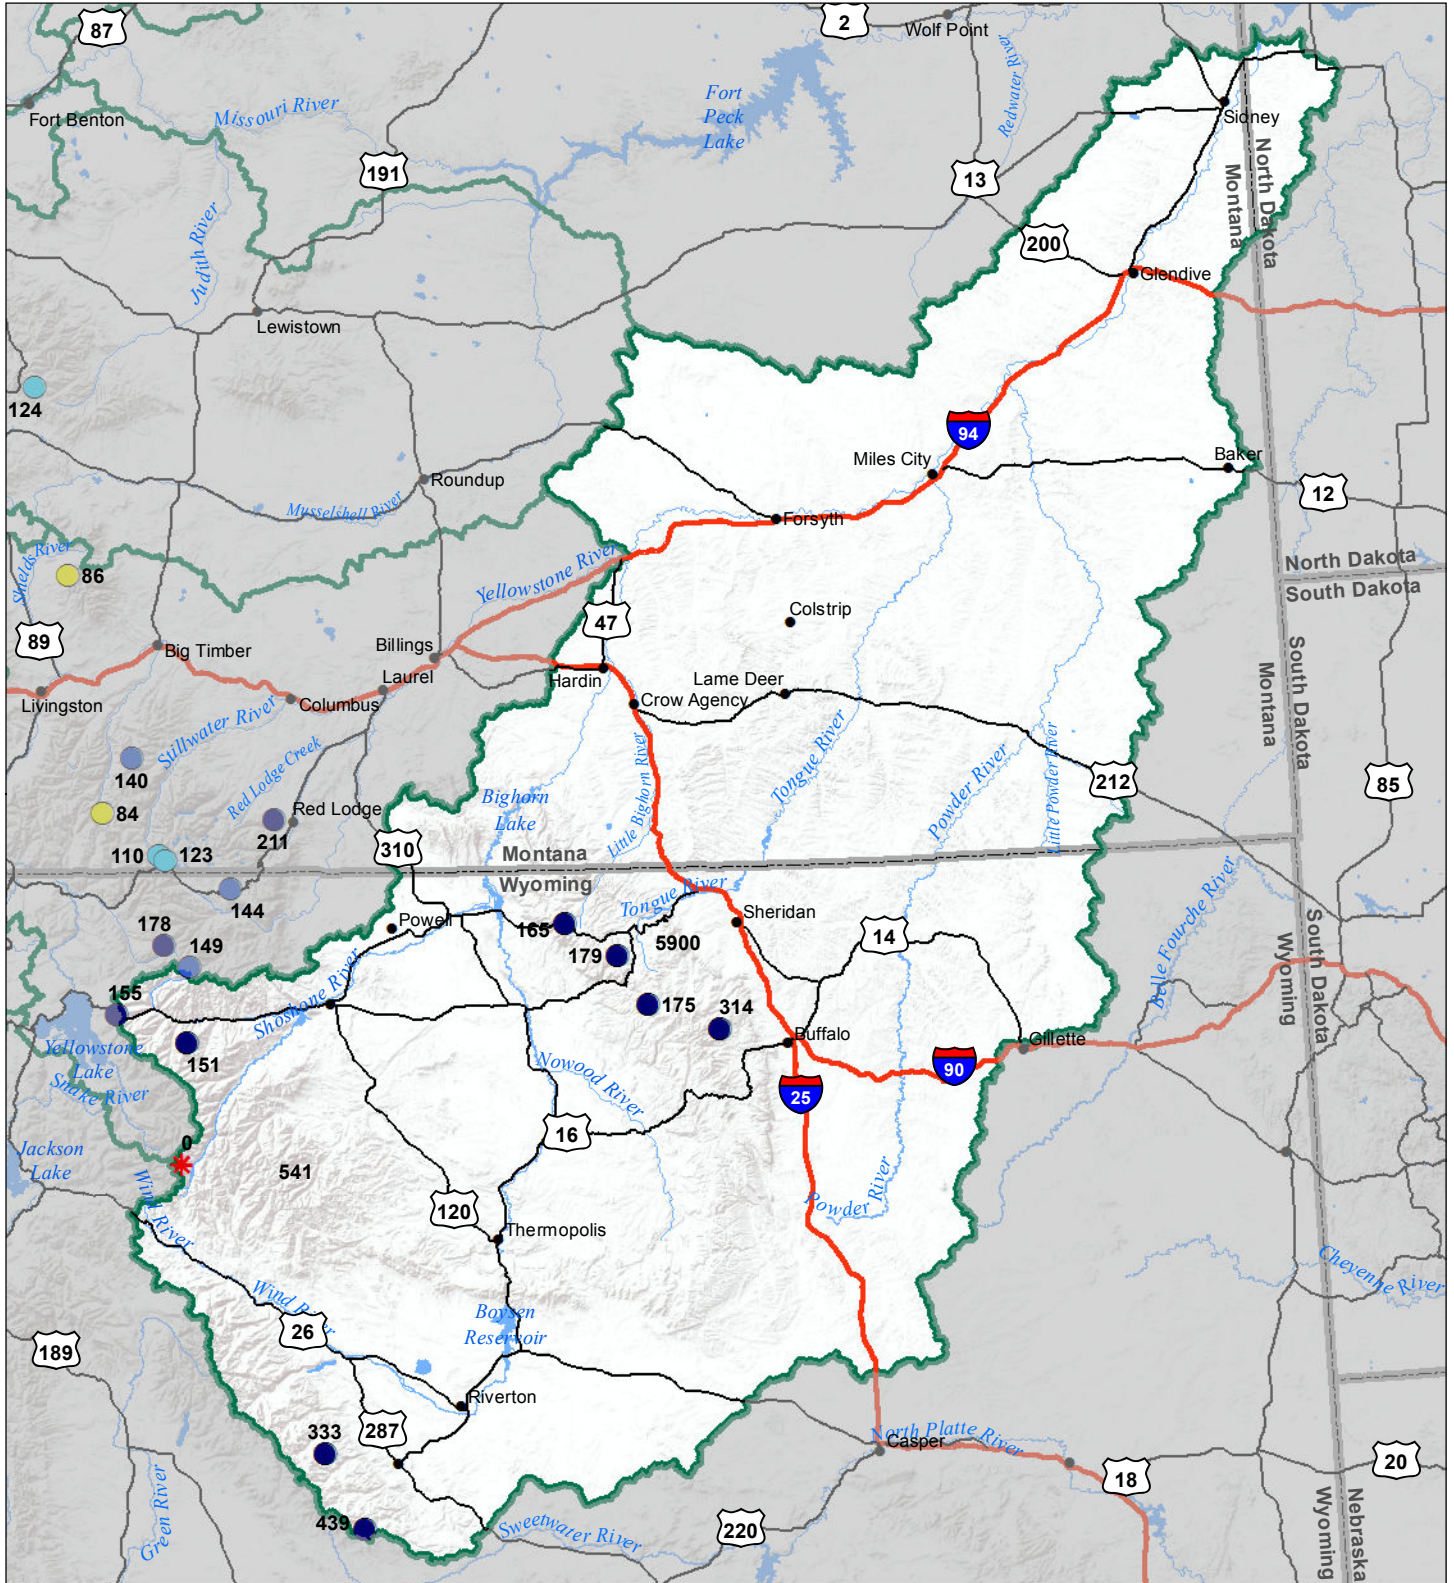 87
2
Wolf Point
Fort Benton
Missouri River
Fort
Peck
Lake
Redwater River
Sidney
191
13
North Dakota
Montana
Judith River
200
Glendive
Lewistown
124
94
Miles City
Baker
Roundup
12
Musselshell River
Forsyth
Shields River
86
Yellowstone River
North Dakota
South Dakota
89
47
Colstrip
Big Timber
Billings
Laurel
Hardin
Lame Deer
Livingston
Columbus
Crow Agency
South Dakota
Montana
Stillwater River
140
Red Lodge Creek
Tongue River
Powder River
Little Powder River
Little Bighorn River
212
85
84
Red Lodge
211
Bighorn
Lake
110
123
310
Montana
Wyoming
144
Tongue River
Belle Fourche River
178
149
Powell
165
Sheridan
14
179
5900
South Dakota
Wyoming
155
Shoshone River
175
314
Yellowstone
Lake
151
Buffalo
Gillette
Snake River
Nowood River
90
25
0
16
Jackson
Lake
541
Wind River
120
Powder River
Thermopolis
Cheyenne River
Wind River
26
Boysen
Reservoir
189
Riverton
333
287
North Platte River
Casper
20
18
Green River
439
Sweetwater River
220
Nebraska
Wyoming